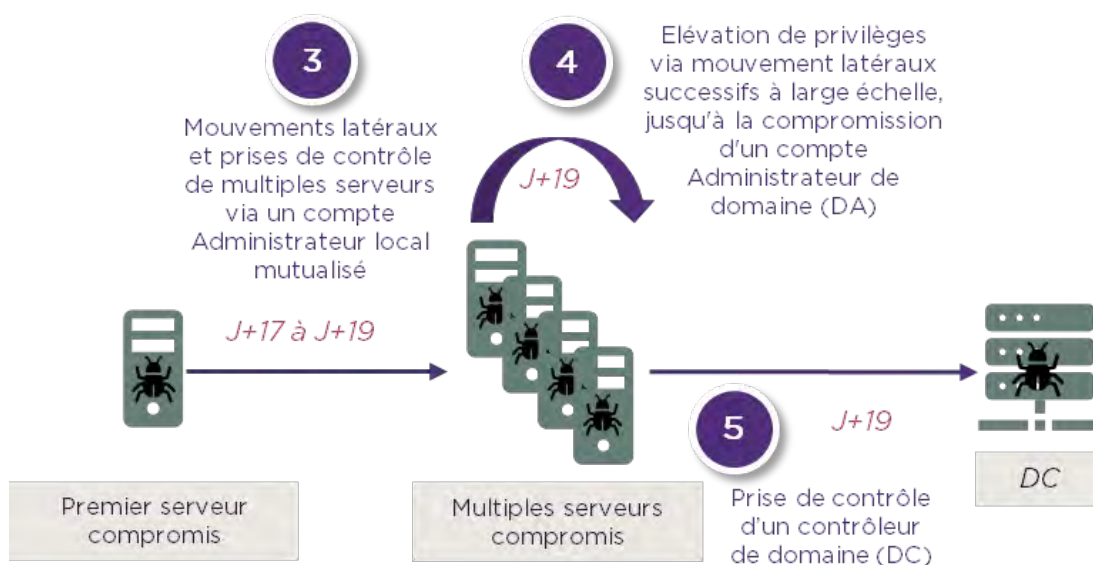 3
Mouvements latéraux
et prises de contrôle
de multiples serveurs
via un compte
Administrateur local
mutualisé
J+17 à J+19
4
Elévation de privilèges
via mouvement latéraux
successifs à large échelle,
jusqu'à la compromission
d'un compte
Administrateur de
domaine (DA)
J+19
5
J+19
Prise de contrôle
d'un contrôleur
de domaine (DC)
Premier serveur
compromis
Multiples serveurs
compromis
DC